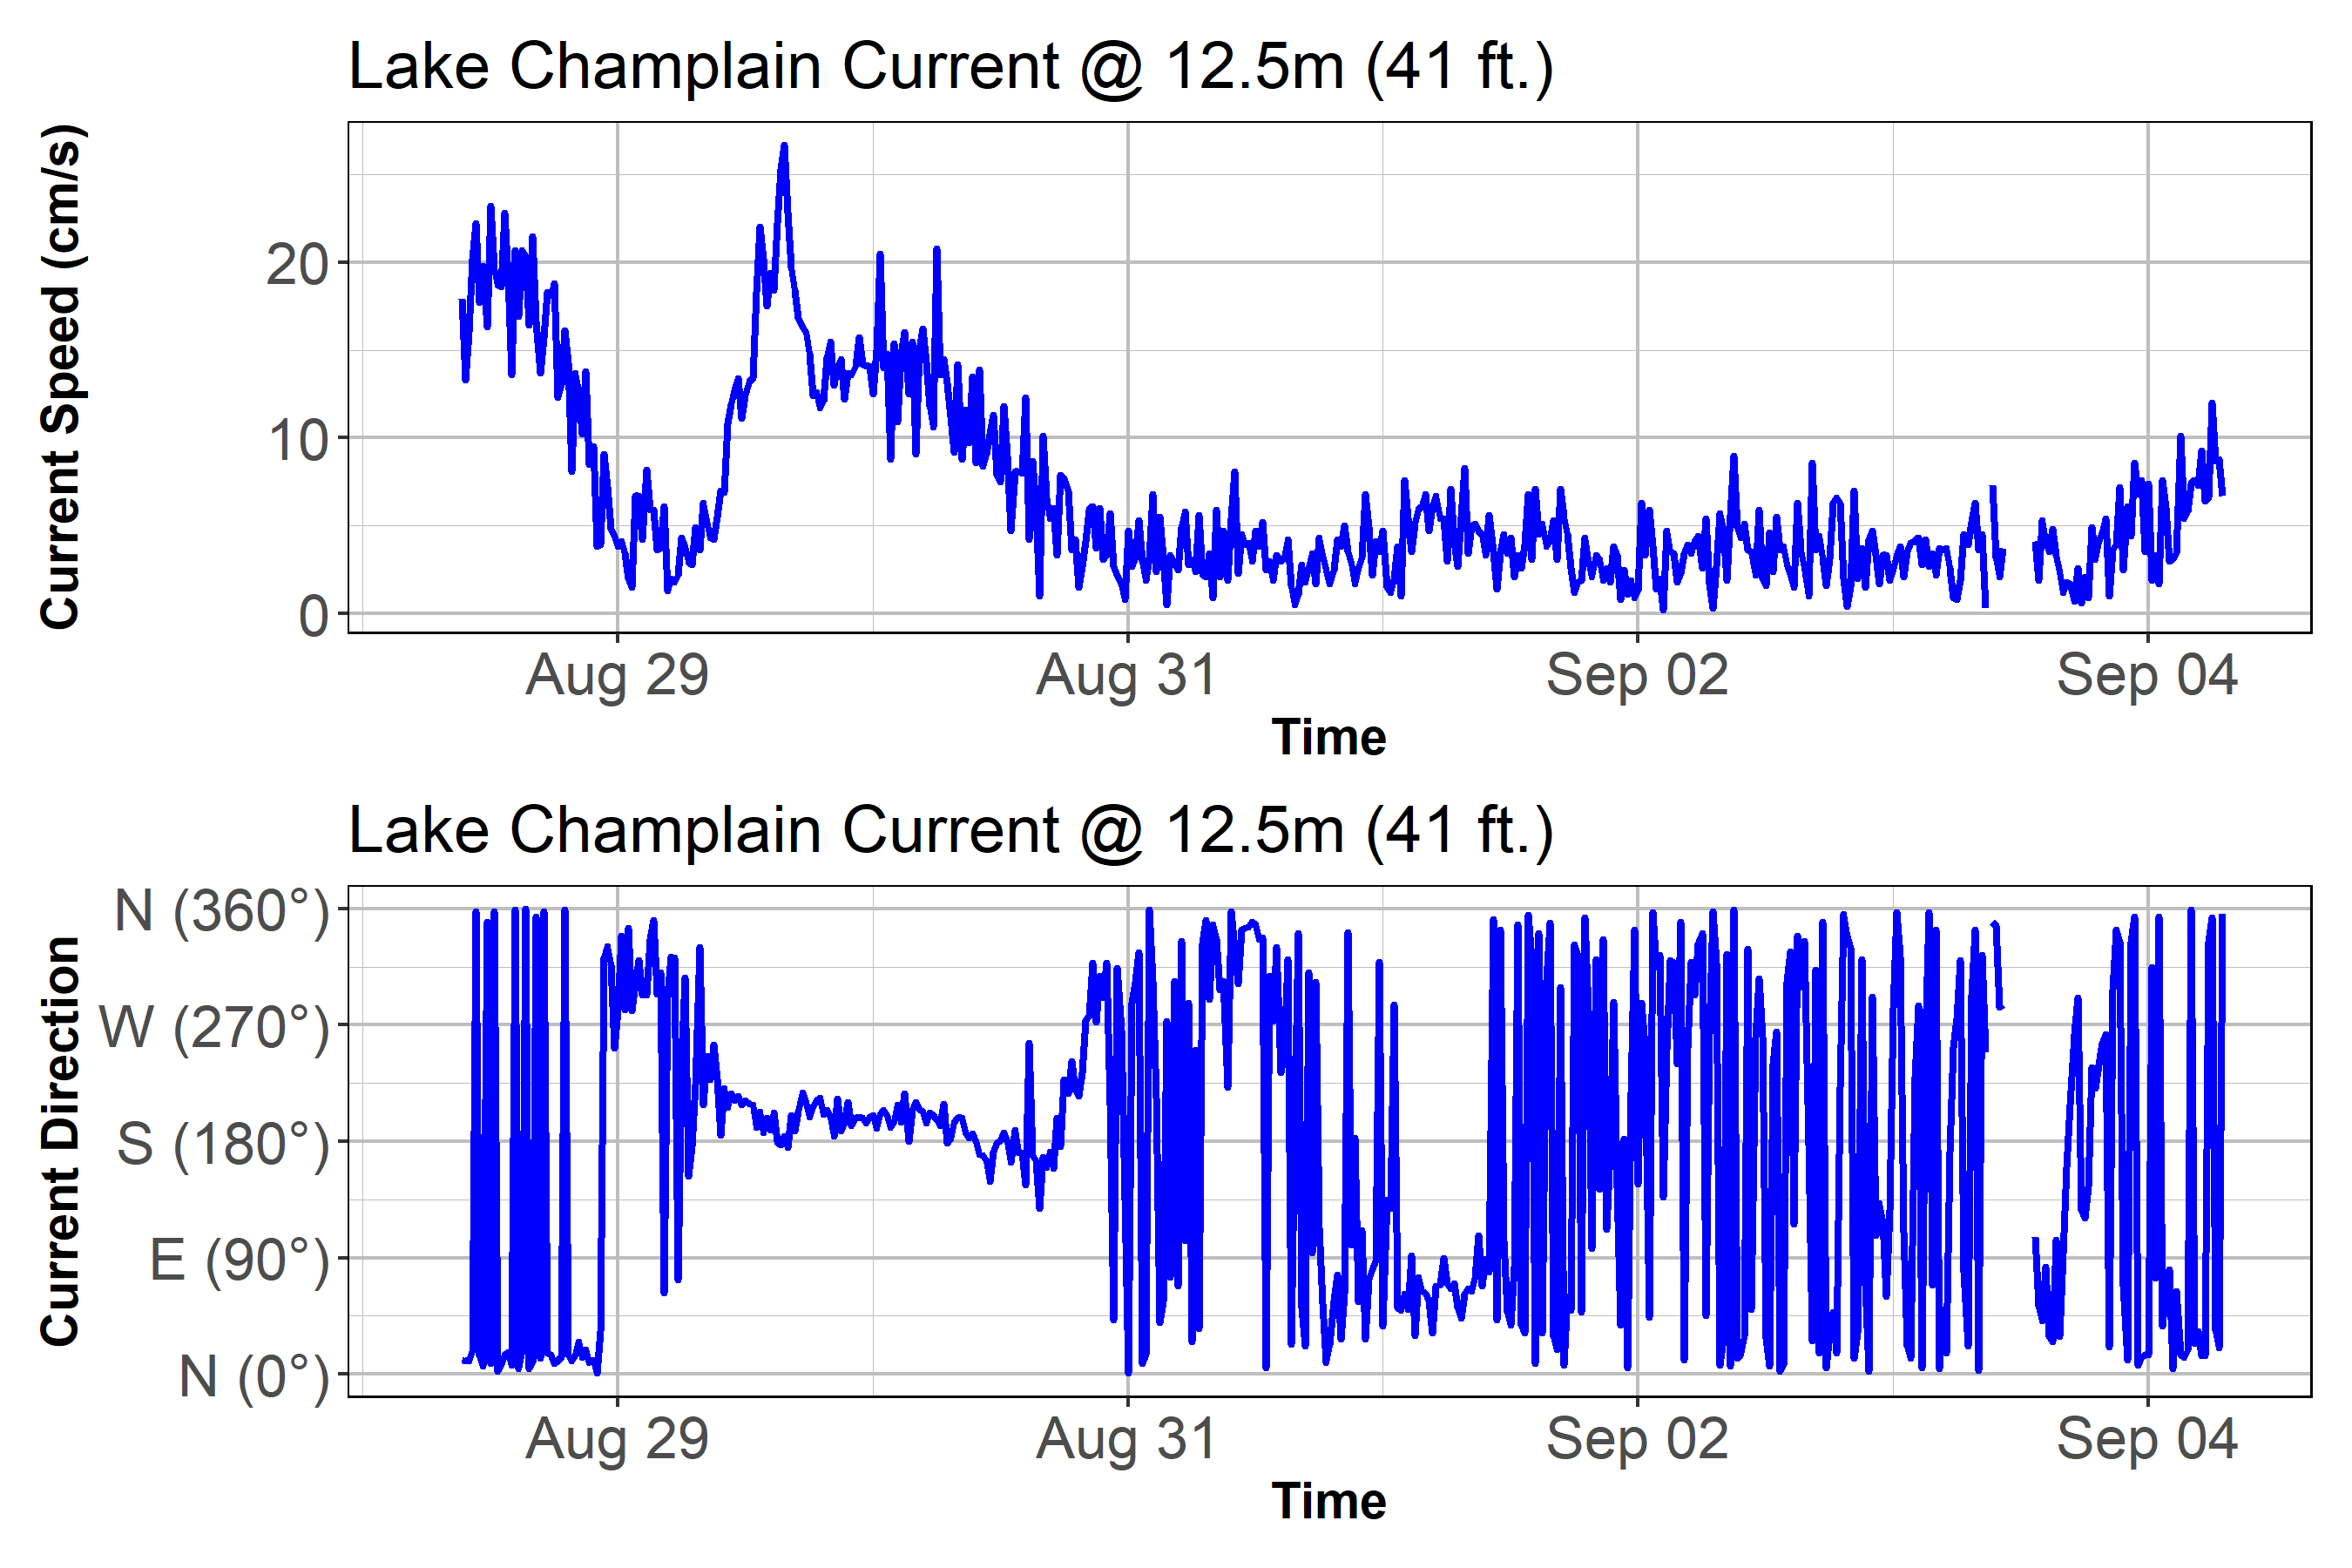 Lake Champlain Current @ 12.5m (41 ft.)
Current Speed (cm/s)
20
10
0
Aug 29 Aug 31 Sep 02 Sep 04
Time
Lake Champlain Current @ 12.5m (41 ft.)
Current Direction
N (360°)
W (270°)
S (180°)
E (90°)
N (0°)
Aug 29 Aug 31 Sep 02 Sep 04
Time